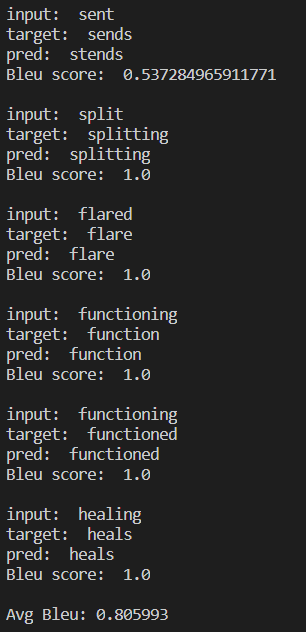 input:  sent
target:  sends
pred:  stends
Bleu score:  0.537284965911771
input:  split
target:  splitting
pred:  splitting
Bleu score:  1.0
input:  flared
target:  flare
pred:  flare
Bleu score:  1.0
input:  functioning
target:  function
pred:  function
Bleu score:  1.0
input:  functioning
target:  functioned
pred:  functioned
Bleu score:  1.0
input:  healing
target:  heals
pred:  heals
Bleu score:  1.0
Avg Bleu: 0.805993